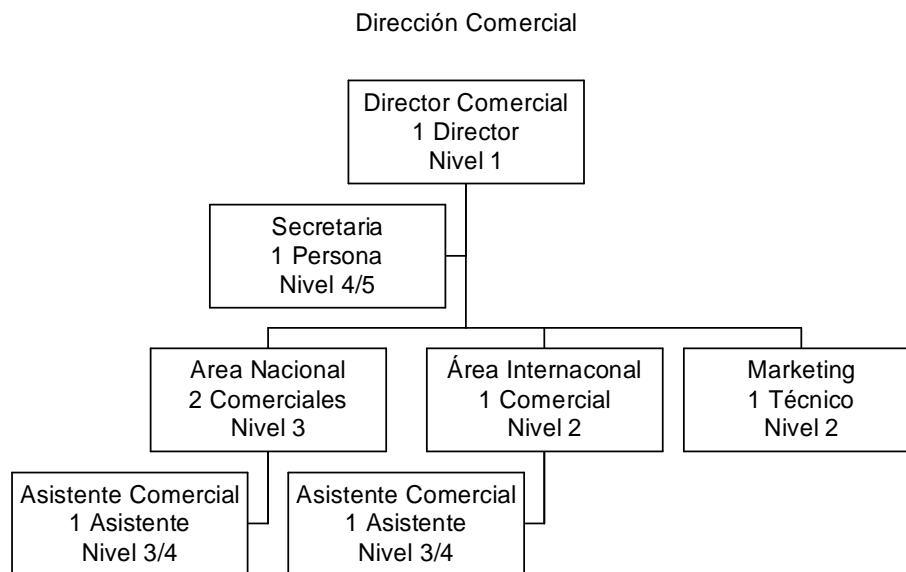 Dirección Comercial
Director Comercial
1 Director
Nivel 1
Secretaria
1 Persona
Nivel 4/5
Area Nacional
2 Comerciales
Nivel 3
Área Internaconal
1 Comercial
Nivel 2
Marketing
1 Técnico
Nivel 2
Asistente Comercial
1 Asistente
Nivel 3/4
Asistente Comercial
1 Asistente
Nivel 3/4